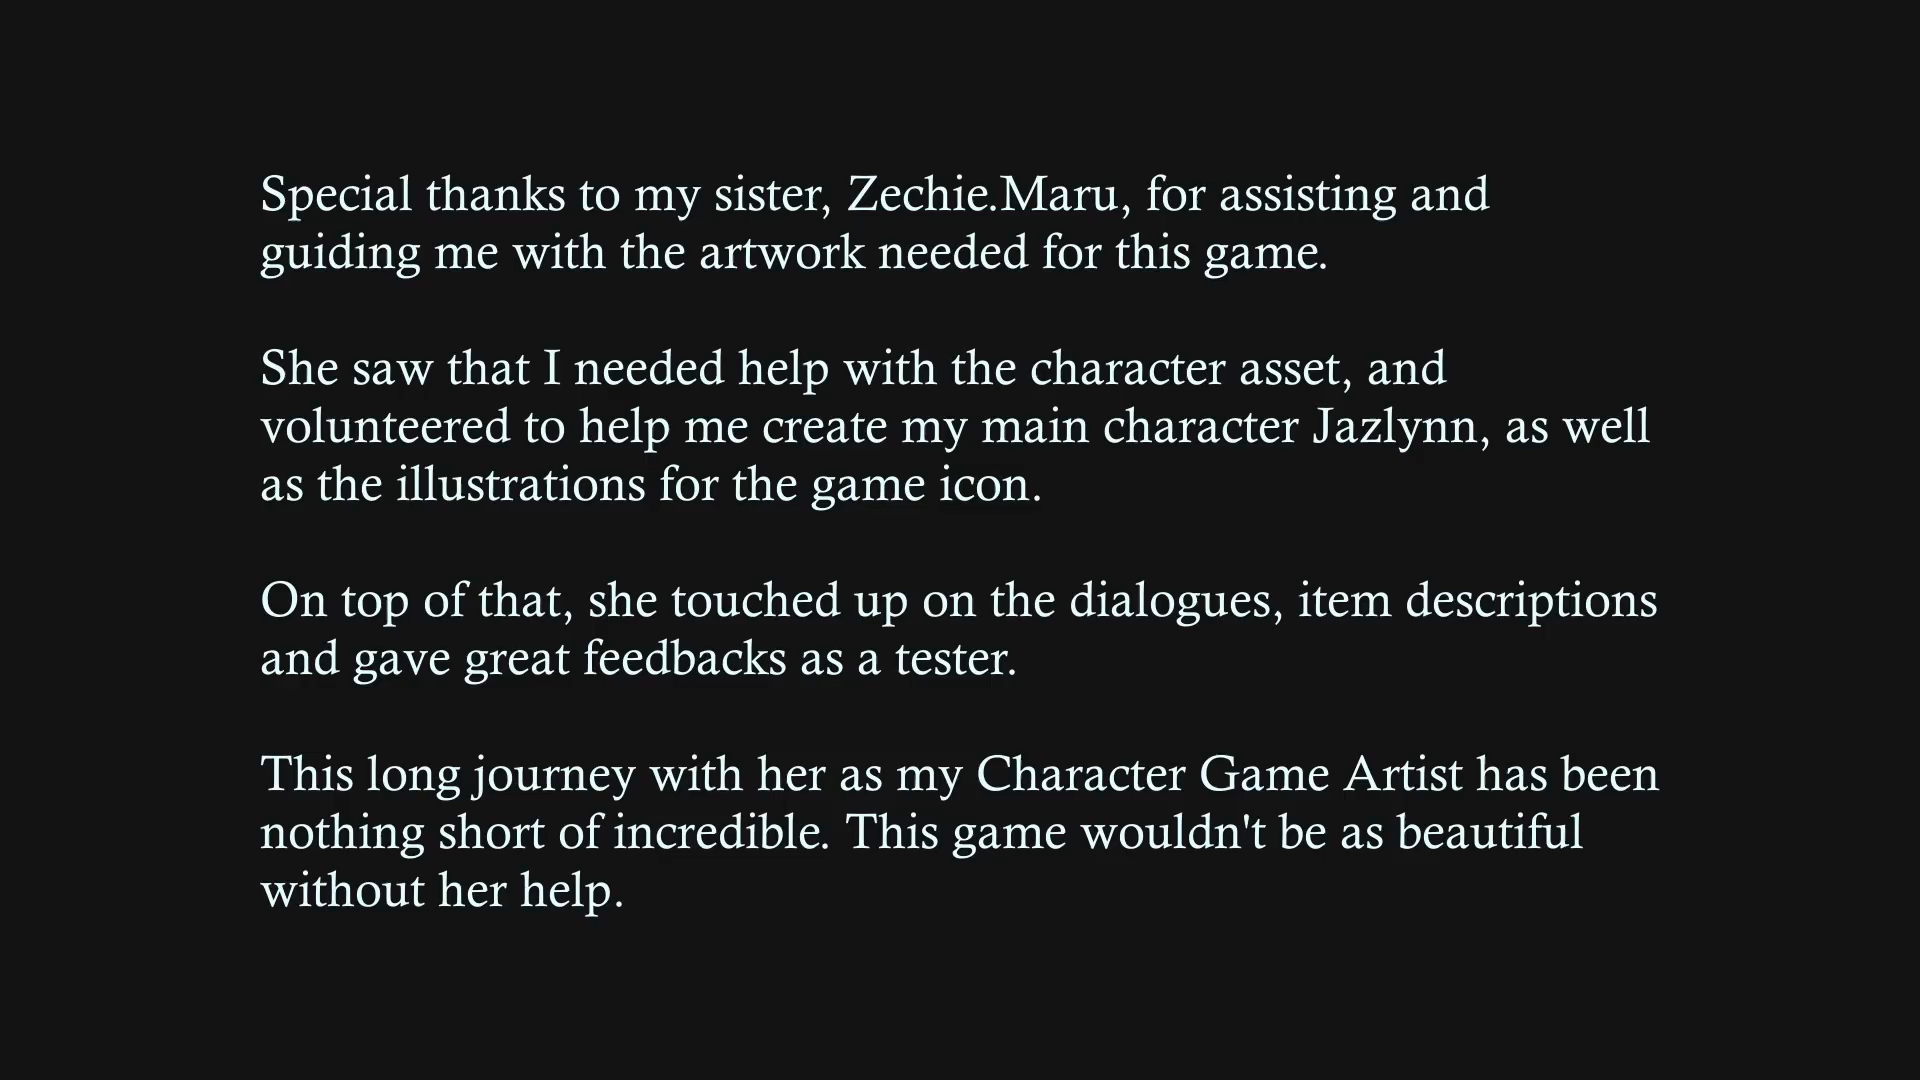 Special thanks to my sister, Zechie.Maru, for assisting and
guiding me with the artwork needed for this game.
She saw that I needed help with the character asset, and
volunteered to help me create my main character Jazlynn, as well
as the illustrations for the game icon.
On top of that, she touched up on the dialogues, item descriptions
and gave great feedbacks as a tester.
This long journey with her as my Character Game Artist has been
nothing short of incredible. This game wouldn't be as beautiful
without her help.